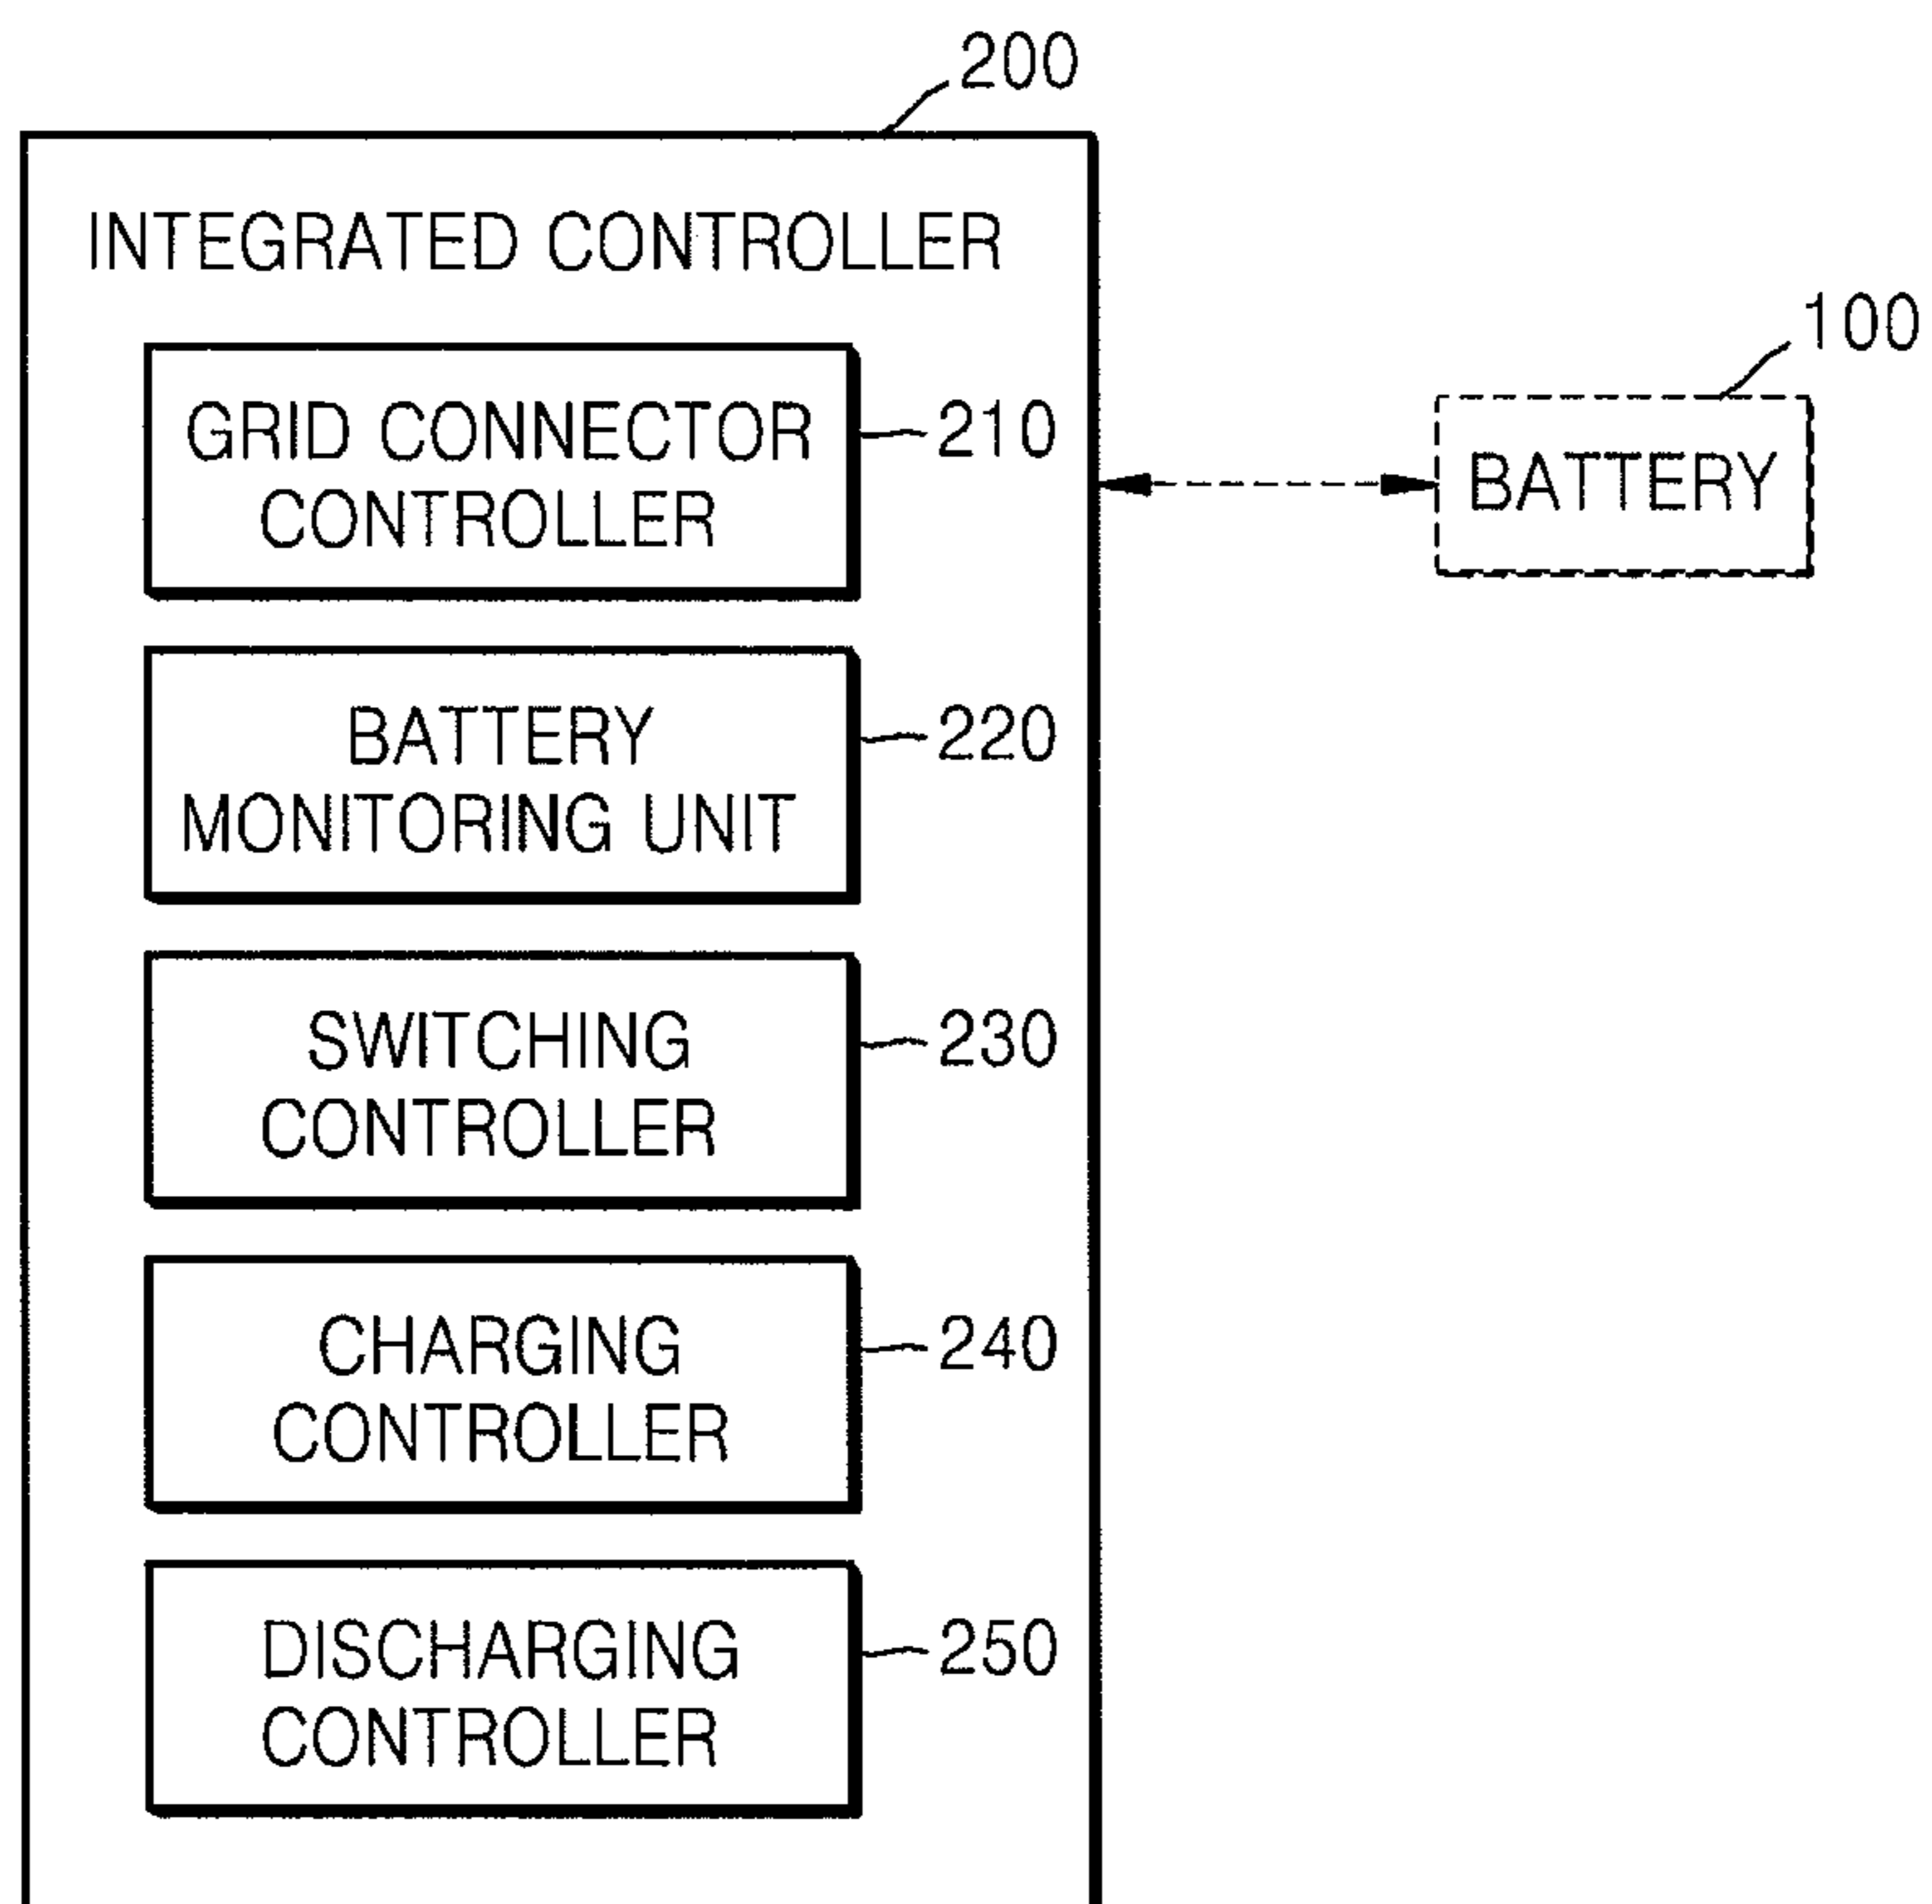 200
INTEGRATED CONTROLLER
100
GRID CONNECTOR
CONTROLLER
210
BATTERY
BATTERY
MONITORING UNIT
220
SWITCHING
CONTROLLER
230
CHARGING
CONTROLLER
240
DISCHARGING
CONTROLLER
250